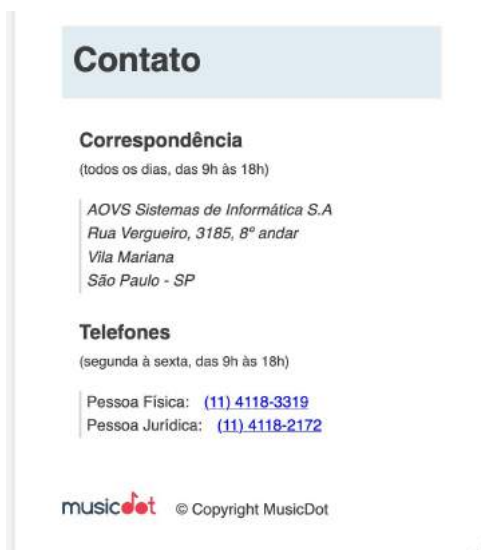 Contato
Correspondência
(todos os dias, das 9h às 18h)
AOVS Sistemas de Informática S.A
Rua Vergueiro, 3185, 8º andar
Vila Mariana
São Paulo - SP
Telefones
(segunda à sexta, das 9h às 18h)
Pessoa Física: (11) 4118-3319
Pessoa Jurídica: (11) 4118-2172
musicdot © Copyright MusicDot